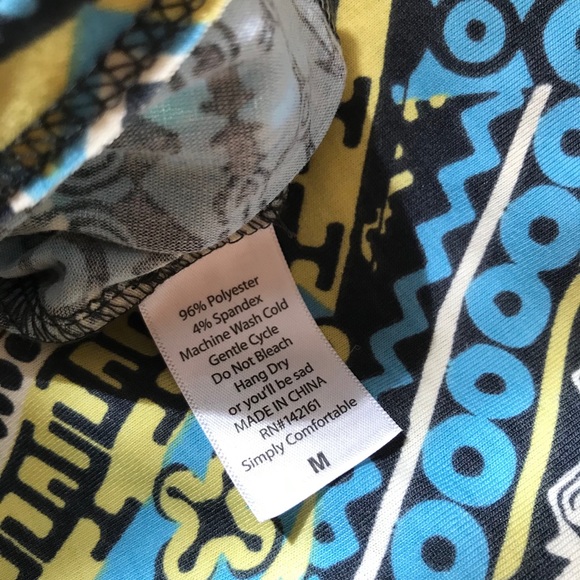 96% Polyester
4% Spandex
Machine Wash Cold
Gentle Cycle
Do Not Bleach
Hang Dry
or you'll be sad
MADE IN CHINA
RN#142161
Simply Comfortable
M